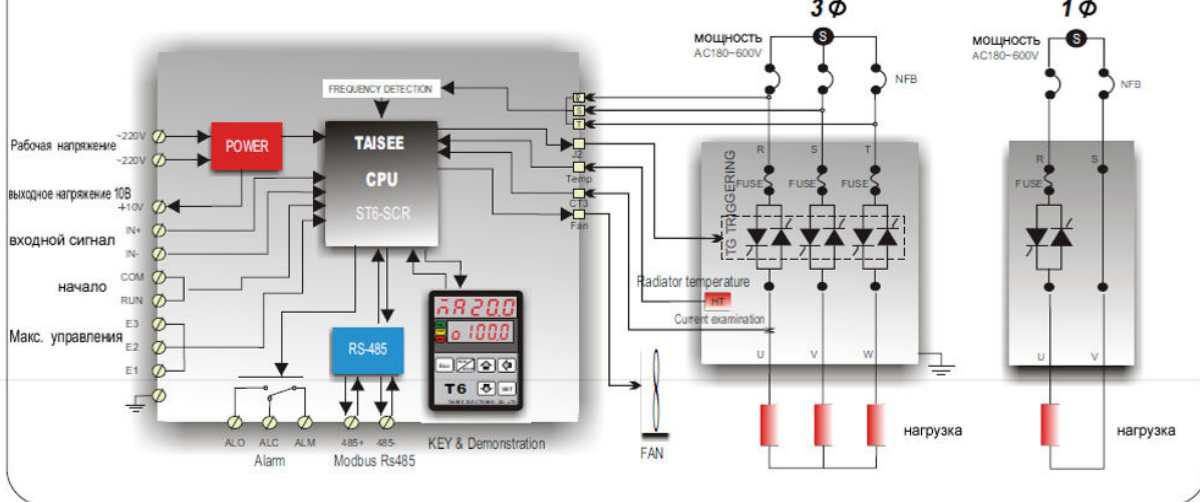 3 Φ
1 Φ
мощность
AC180~600V
S
NFB
мощность
AC180~600V
S
NFB
FREQUENCY DETECTION
R
S
T
TAISEE
CPU
ST6-SCR
POWER
Рабочая напряжение
~220V
~220V
выходное напряжение 10В
+10V
входной сигнал
IN+
IN-
начало
COM
RUN
Макс. управления
E3
E2
E1
J2
Temp
CT3
Fan
TG TRIGGERING
R
S
T
FUSE
FUSE
FUSE
R
S
FUSE
Radiator temperature
HT
Current examination
U
V
W
U
V
RS-485
T6
SET
ALO
ALC
ALM
Alarm
485+
485-
Modbus Rs485
KEY & Demonstration
FAN
нагрузка
нагрузка